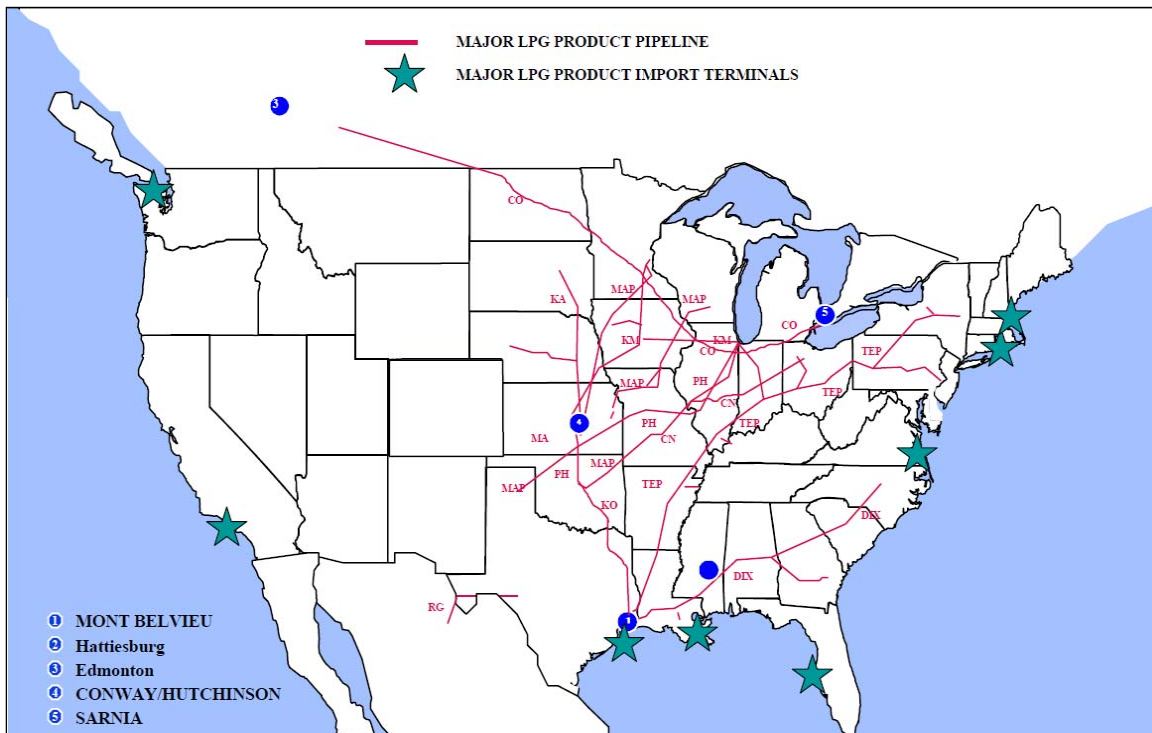 MAJOR LPG PRODUCT PIPELINE
MAJOR LPG PRODUCT IMPORT TERMINALS
3
CO
MAP
KA
MAP
5
CO
KM
KM
CO
TEP
MAP
PH
TEP
CN
4
PH
TEP
MA
CN
MAP
PH
MAP
TEP
KO
DIX
DIX
RG
1
1 MONT BELVIEU
2 Hattiesburg
3 Edmonton
4 CONWAY/HUTCHINSON
5 SARNIA